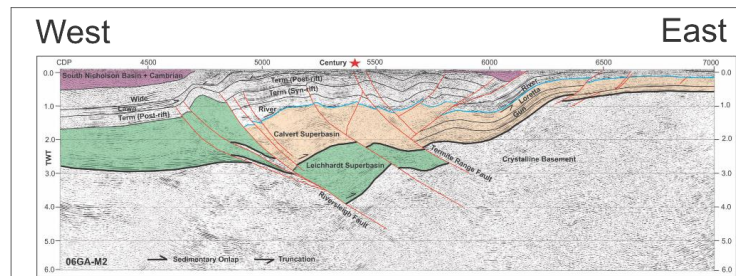 West East
CDP 4500 5000 Century 5500 6000 6500 7000
0.0 South Nicholson Basin + Cambrian Term (Post-rift) 0.0
Wide Term (Syn-rift) River
Lawn River Loretta
1.0 Term (Post-rift) Gun 1.0
Calvert Superbasin
2.0 2.0
TWT Leichhardt Superbasin Termite Range Fault Crystalline Basement
3.0 3.0
Riversleigh Fault
4.0 4.0
5.0 5.0
06GA-M2 Sedimentary Onlap Truncation
6.0 6.0